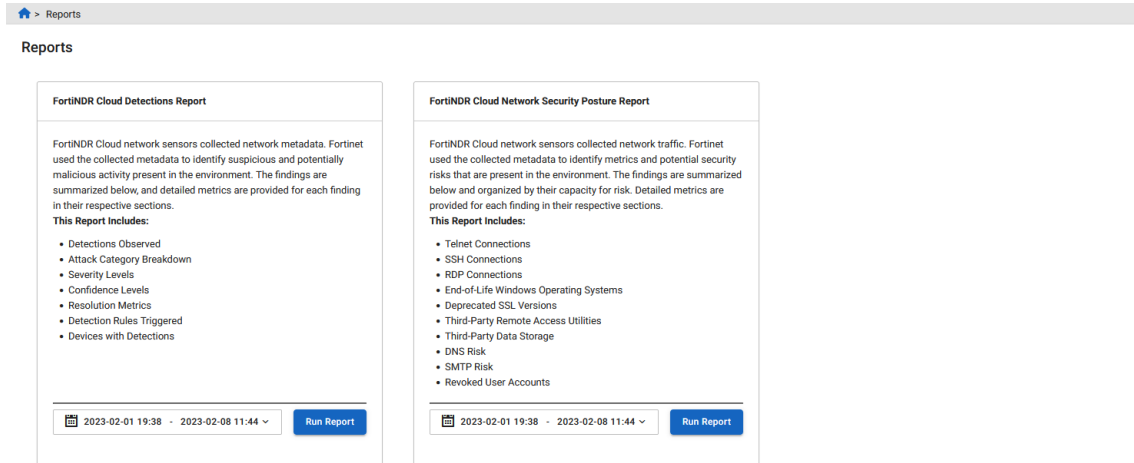 > Reports
Reports
FortiNDR Cloud Detections Report
FortiNDR Cloud network sensors collected network metadata. Fortinet
used the collected metadata to identify suspicious and potentially
malicious activity present in the environment. The findings are
summarized below, and detailed metrics are provided for each finding
in their respective sections.
This Report Includes:
• Detections Observed
• Attack Category Breakdown
• Severity Levels
• Confidence Levels
• Resolution Metrics
• Detection Rules Triggered
• Devices with Detections
2023-02-01 19:38 - 2023-02-08 11:44
Run Report
FortiNDR Cloud Network Security Posture Report
FortiNDR Cloud network sensors collected network traffic. Fortinet
used the collected metadata to identify metrics and potential security
risks that are present in the environment. The findings are summarized
below and organized by their capacity for risk. Detailed metrics are
provided for each finding in their respective sections.
This Report Includes:
• Telnet Connections
• SSH Connections
• RDP Connections
• End-of-Life Windows Operating Systems
• Deprecated SSL Versions
• Third-Party Remote Access Utilities
• Third-Party Data Storage
• DNS Risk
• SMTP Risk
• Revoked User Accounts
2023-02-01 19:38 - 2023-02-08 11:44
Run Report